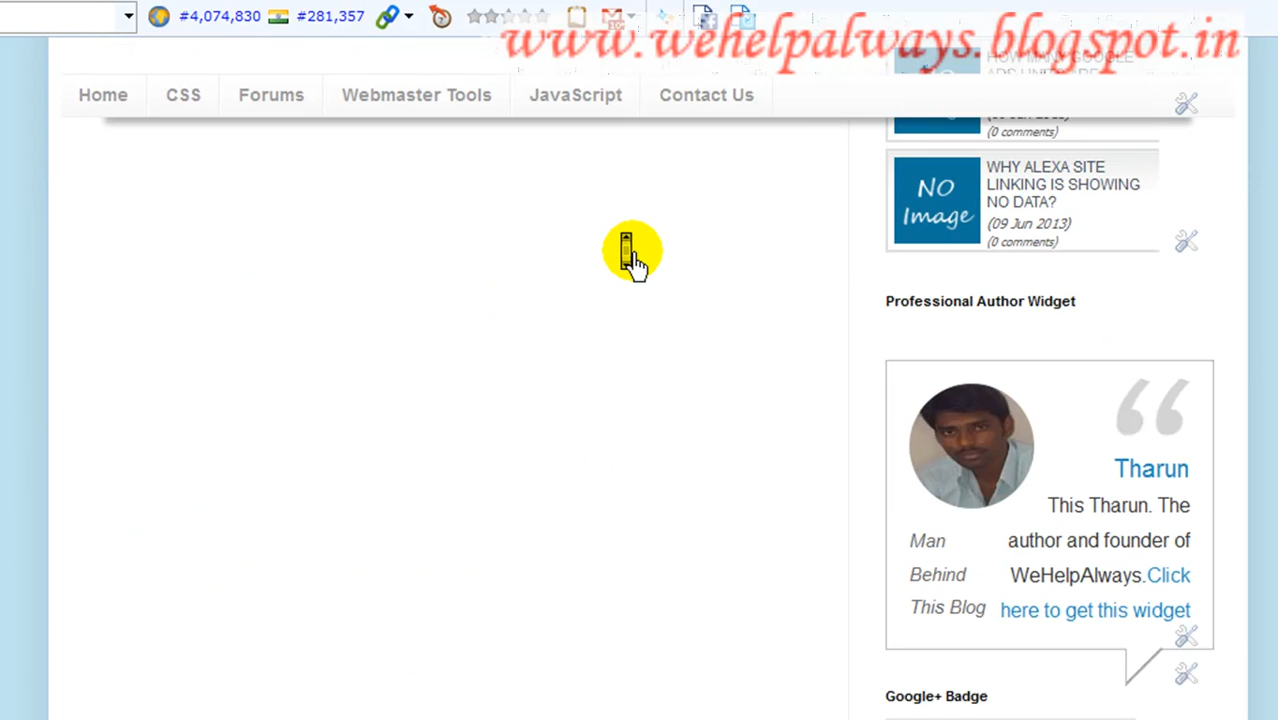 #4,074,830 #281,357
www.wehelpalways.blogspot.in
HOW MANY GOOGLE
Home CSS Forums Webmaster Tools JavaScript Contact Us
(0 comments)
WHY ALEXA SITE
LINKING IS SHOWING
NO DATA?
(09 Jun 2013)
(0 comments)
NO
Image
Professional Author Widget
Tharun
This Tharun. The
author and founder of
WeHelpAlways.Click
here to get this widget
Man
Behind
This Blog
Google+ Badge